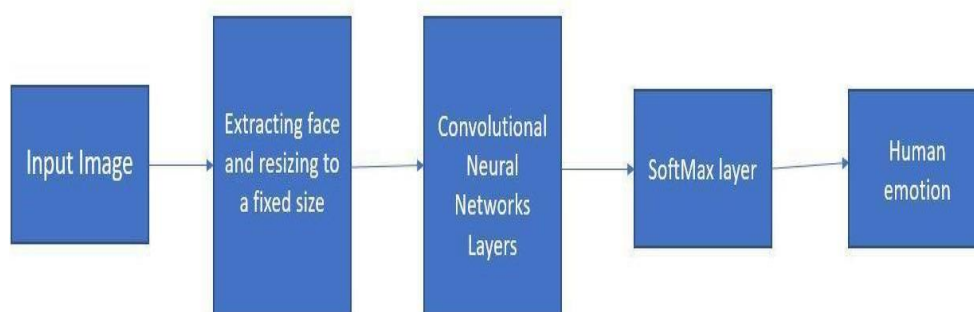 Input Image
Extracting face
and resizing to
a fixed size
Convolutional
Neural
Networks
Layers
SoftMax layer
Human
emotion